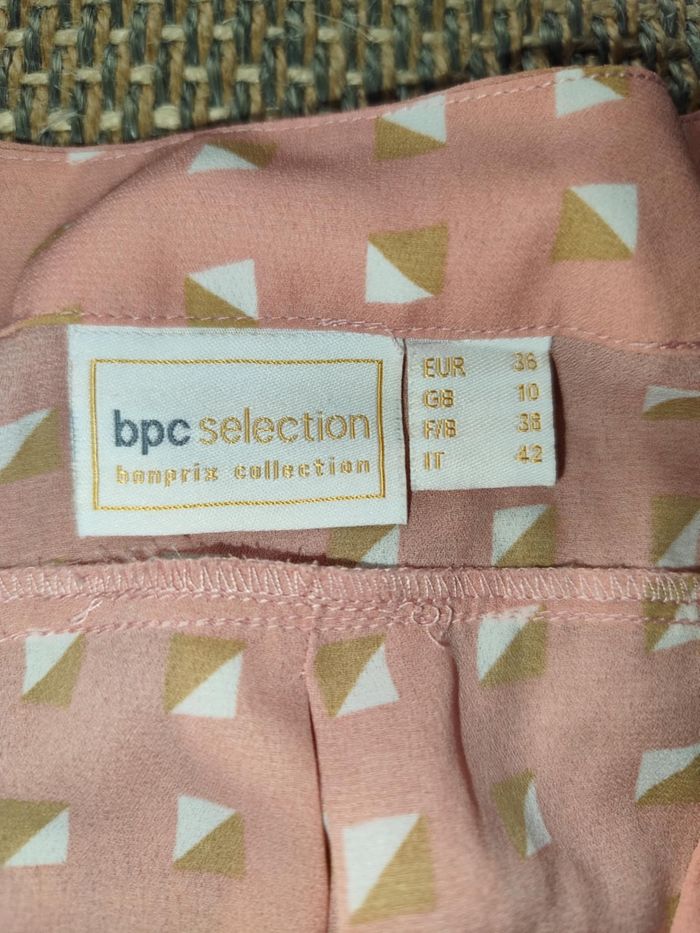 bpc selection
bonprix collection
EUR 36
GB 10
F/B 38
IT 42